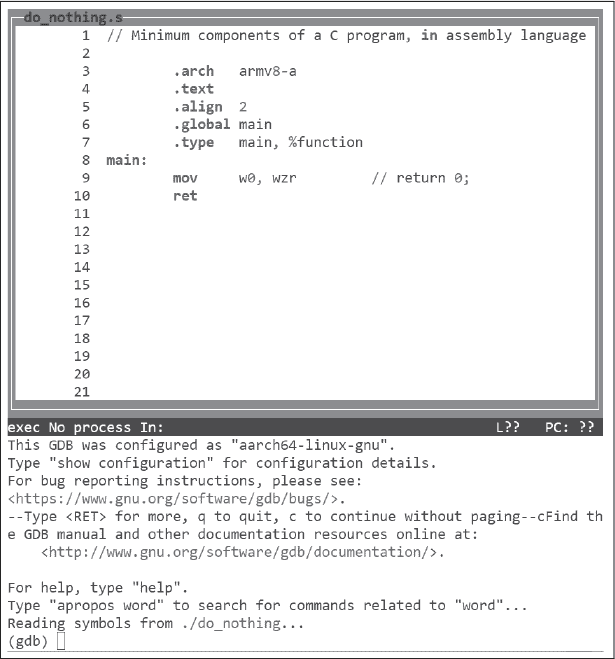 do_nothing.s
1 // Minimum components of a C program, in assembly language
2
3 .arch armv8-a
4 .text
5 .align 2
6 .global main
7 .type main, %function
8 main:
9 mov w0, wzr // return 0;
10 ret
11
12
13
14
15
16
17
18
19
20
21
exec No process In: L?? PC: ??
This GDB was configured as "aarch64-linux-gnu".
Type "show configuration" for configuration details.
For bug reporting instructions, please see:
<https://www.gnu.org/software/gdb/bugs/>.
--Type <RET> for more, q to quit, c to continue without paging--cFind th
e GDB manual and other documentation resources online at:
<http://www.gnu.org/software/gdb/documentation/>.
For help, type "help".
Type "apropos word" to search for commands related to "word"...
Reading symbols from ./do_nothing...
(gdb)